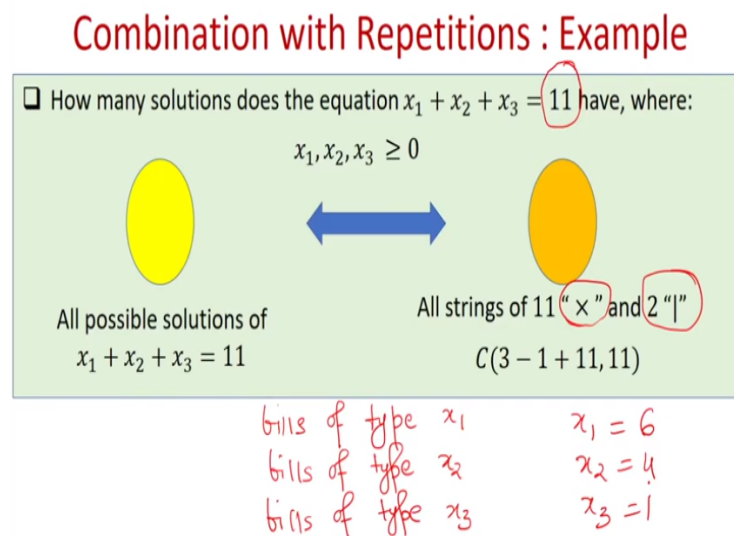 Combination with Repetitions : Example
❑ How many solutions does the equation x₁ + x₂ + x₃ = 11 have, where:
x₁, x₂, x₃ ≥ 0
All possible solutions of
x₁ + x₂ + x₃ = 11
All strings of 11 “ × ” and 2 “|”
C(3 − 1 + 11, 11)
bills of type x₁ x₁ = 6
bills of type x₂ x₂ = 4
bills of type x₃ x₃ = 1